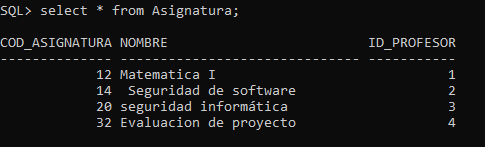 SQL> select * from Asignatura;
COD_ASIGNATURA NOMBRE ID_PROFESOR
-------------- ------------------------------ -----------
12 Matematica I 1
14 Seguridad de software 2
20 seguridad informática 3
32 Evaluacion de proyecto 4